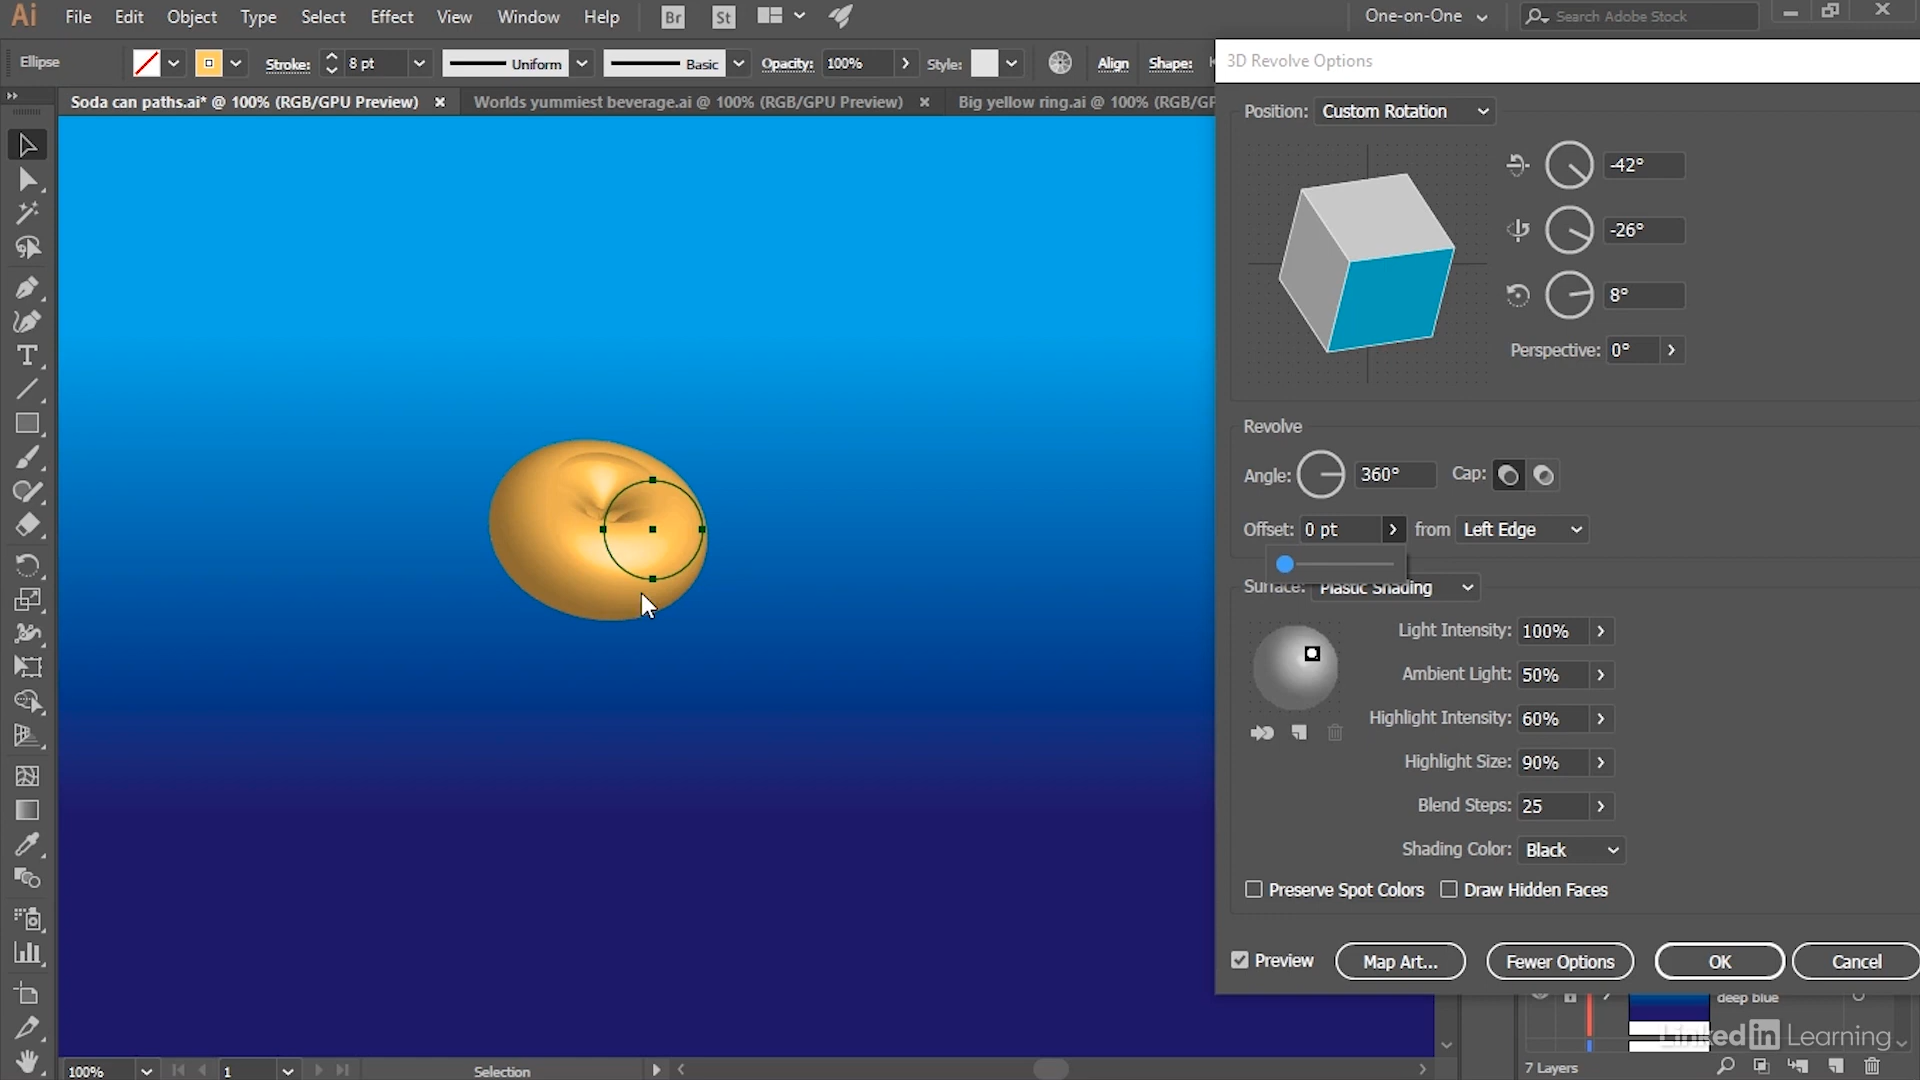 Ai File Edit Object Type Select Effect View Window Help Br St One-on-One Search Adobe Stock
Ellipse Stroke: 8 pt Uniform Basic Opacity: 100% Style: Align Shape:
3D Revolve Options
Soda can paths.ai* @ 100% (RGB/GPU Preview) × Worlds yummiest beverage.ai @ 100% (RGB/GPU Preview) × Big yellow ring.ai @ 100% (RGB/GP
Position: Custom Rotation
-42°
-26°
8°
Perspective: 0°
Revolve
Angle: 360° Cap:
Offset: 0 pt from Left Edge
Surface: Plastic Shading
Light Intensity: 100%
Ambient Light: 50%
Highlight Intensity: 60%
Highlight Size: 90%
Blend Steps: 25
Shading Color: Black
Preserve Spot Colors Draw Hidden Faces
Preview Map Art... Fewer Options OK Cancel
deep blue
Linked in Learning
100% 1 Selection 7 Layers